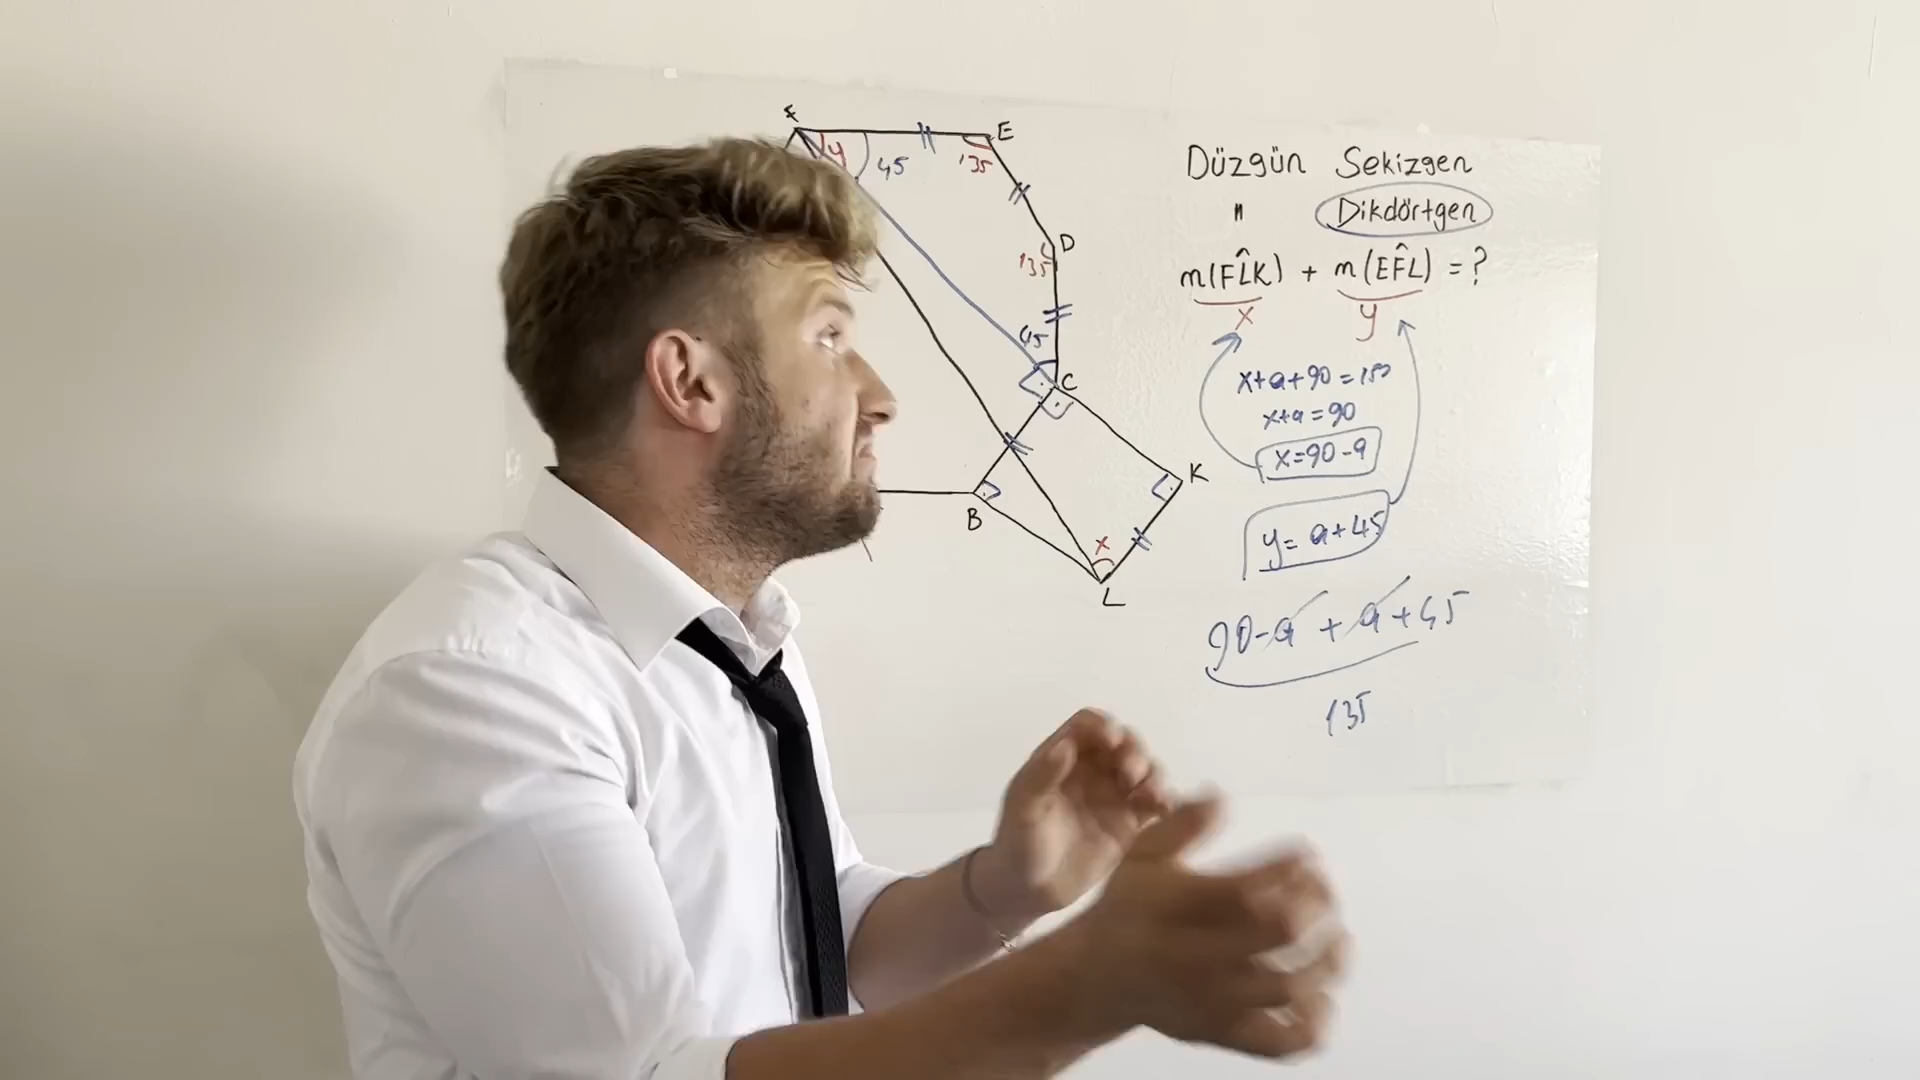 F
E
y
45
135
D
135
45
C
K
B
x
L
Düzgün Sekizgen
" Dikdörtgen
m(FL̂K) + m(EF̂L) = ?
x y
x+a+90=180
x+a=90
x=90-a
y=a+45
90-a+a+45
135